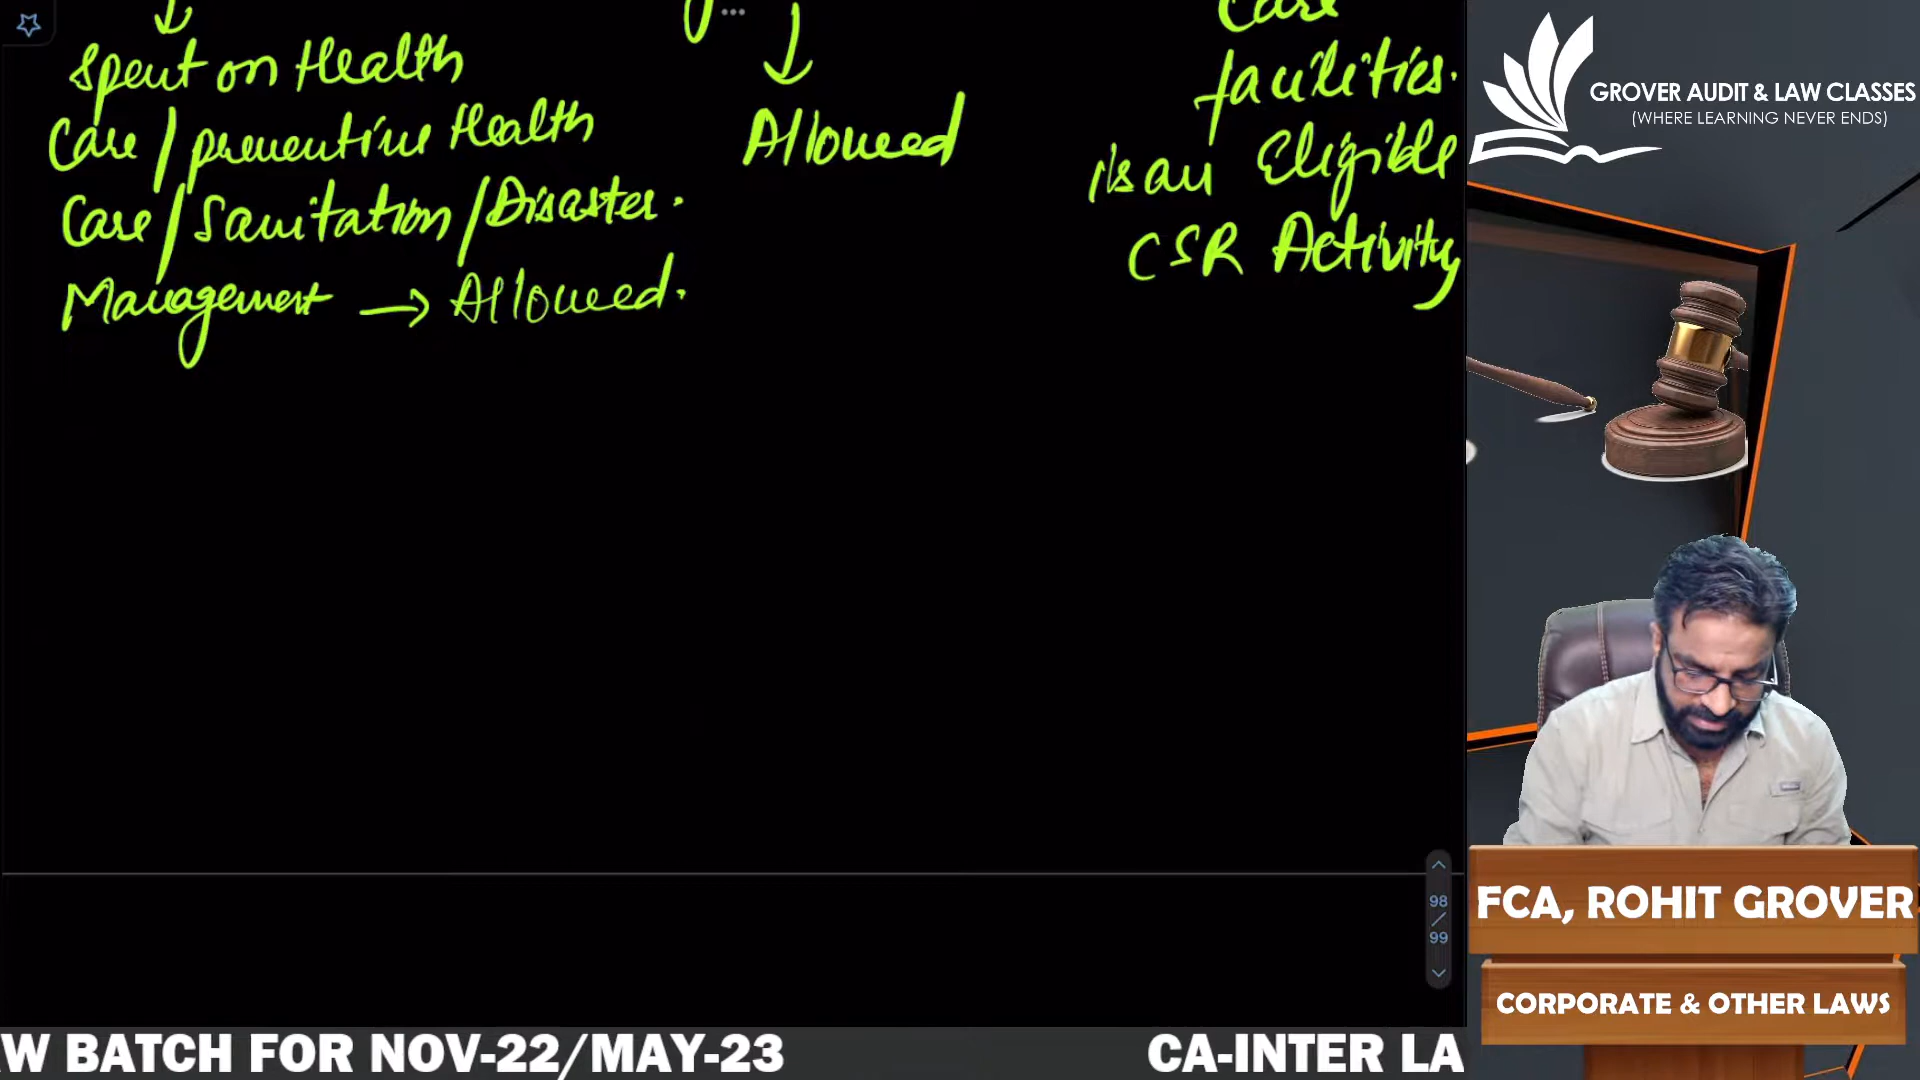 Spent on Health
Care / preventive Health
Care / Sanitation / Disaster.
Management → Allowed.
Allowed
Care
facilities.
is an Eligible
CSR Activity
GROVER AUDIT & LAW CLASSES
(WHERE LEARNING NEVER ENDS)
98
99
FCA, ROHIT GROVER
CORPORATE & OTHER LAWS
W BATCH FOR NOV-22/MAY-23
CA-INTER LA